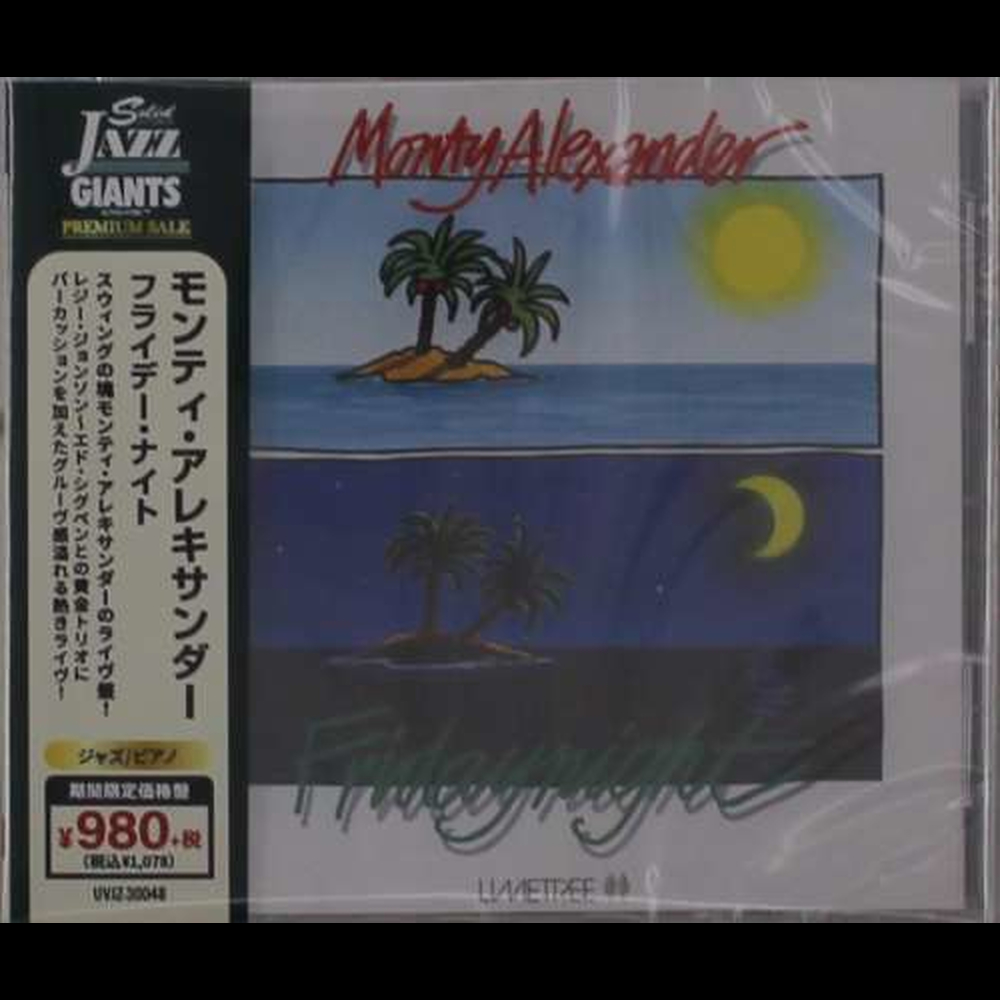 Solid
JAZZ
GIANTS
PREMIUM SALE
モンティ・アレキサンダー
フライデー・ナイト
スウィングの塊モンティ・アレキサンダーのライヴ盤!
レジー・ジョンソン～エド・シグペンとの黄金トリオに
パーカッションを加えたグルーヴ感溢れる熱きライヴ!
ジャズ/ピアノ
期間限定価格盤
¥980+税
(税込¥1,078)
UVJZ-30048
Monty Alexander
Friday night
LIMETREE